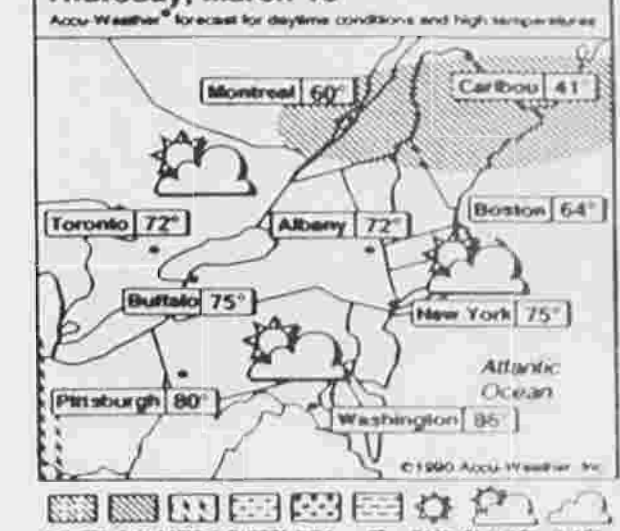 Accu-Weather® forecast for daytime conditions and high temperatures
Montreal 60°
Caribou 41°
Toronto 72°
Albany 72°
Boston 64°
Buffalo 75°
New York 75°
Atlantic
Ocean
Pittsburgh 80°
Washington
©1990 Accu-Weather, Inc.